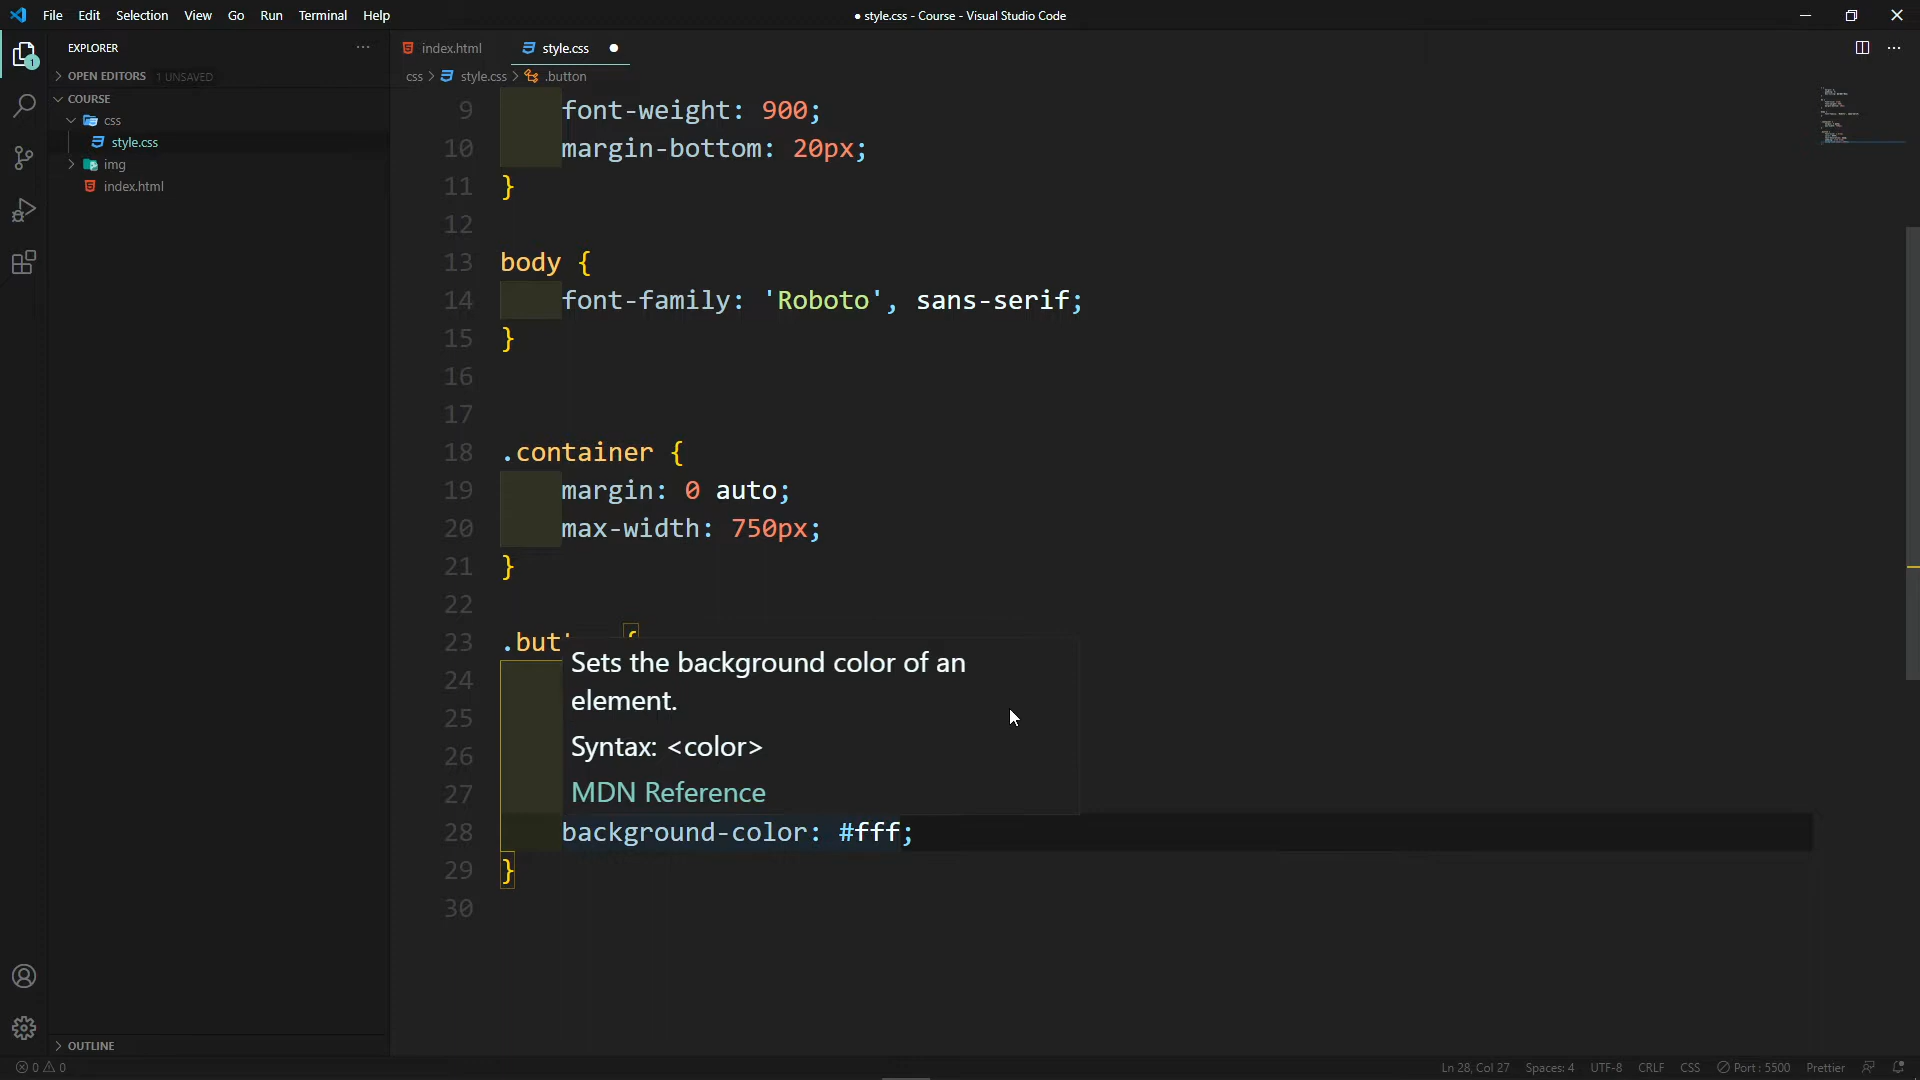 File Edit Selection View Go Run Terminal Help
● style.css - Course - Visual Studio Code
EXPLORER
index.html
style.css
OPEN EDITORS 1 UNSAVED
css > style.css > .button
COURSE
css
style.css
img
index.html
9 font-weight: 900;
10 margin-bottom: 20px;
11 }
12
13 body {
14 font-family: 'Roboto', sans-serif;
15 }
16
17
18 .container {
19 margin: 0 auto;
20 max-width: 750px;
21 }
22
23 .but
Sets the background color of an
24
element.
25
26 Syntax: <color>
27 MDN Reference
28 background-color: #fff;
29 }
30
OUTLINE
0 0
Ln 28, Col 27 Spaces: 4 UTF-8 CRLF CSS Port : 5500 Prettier
1